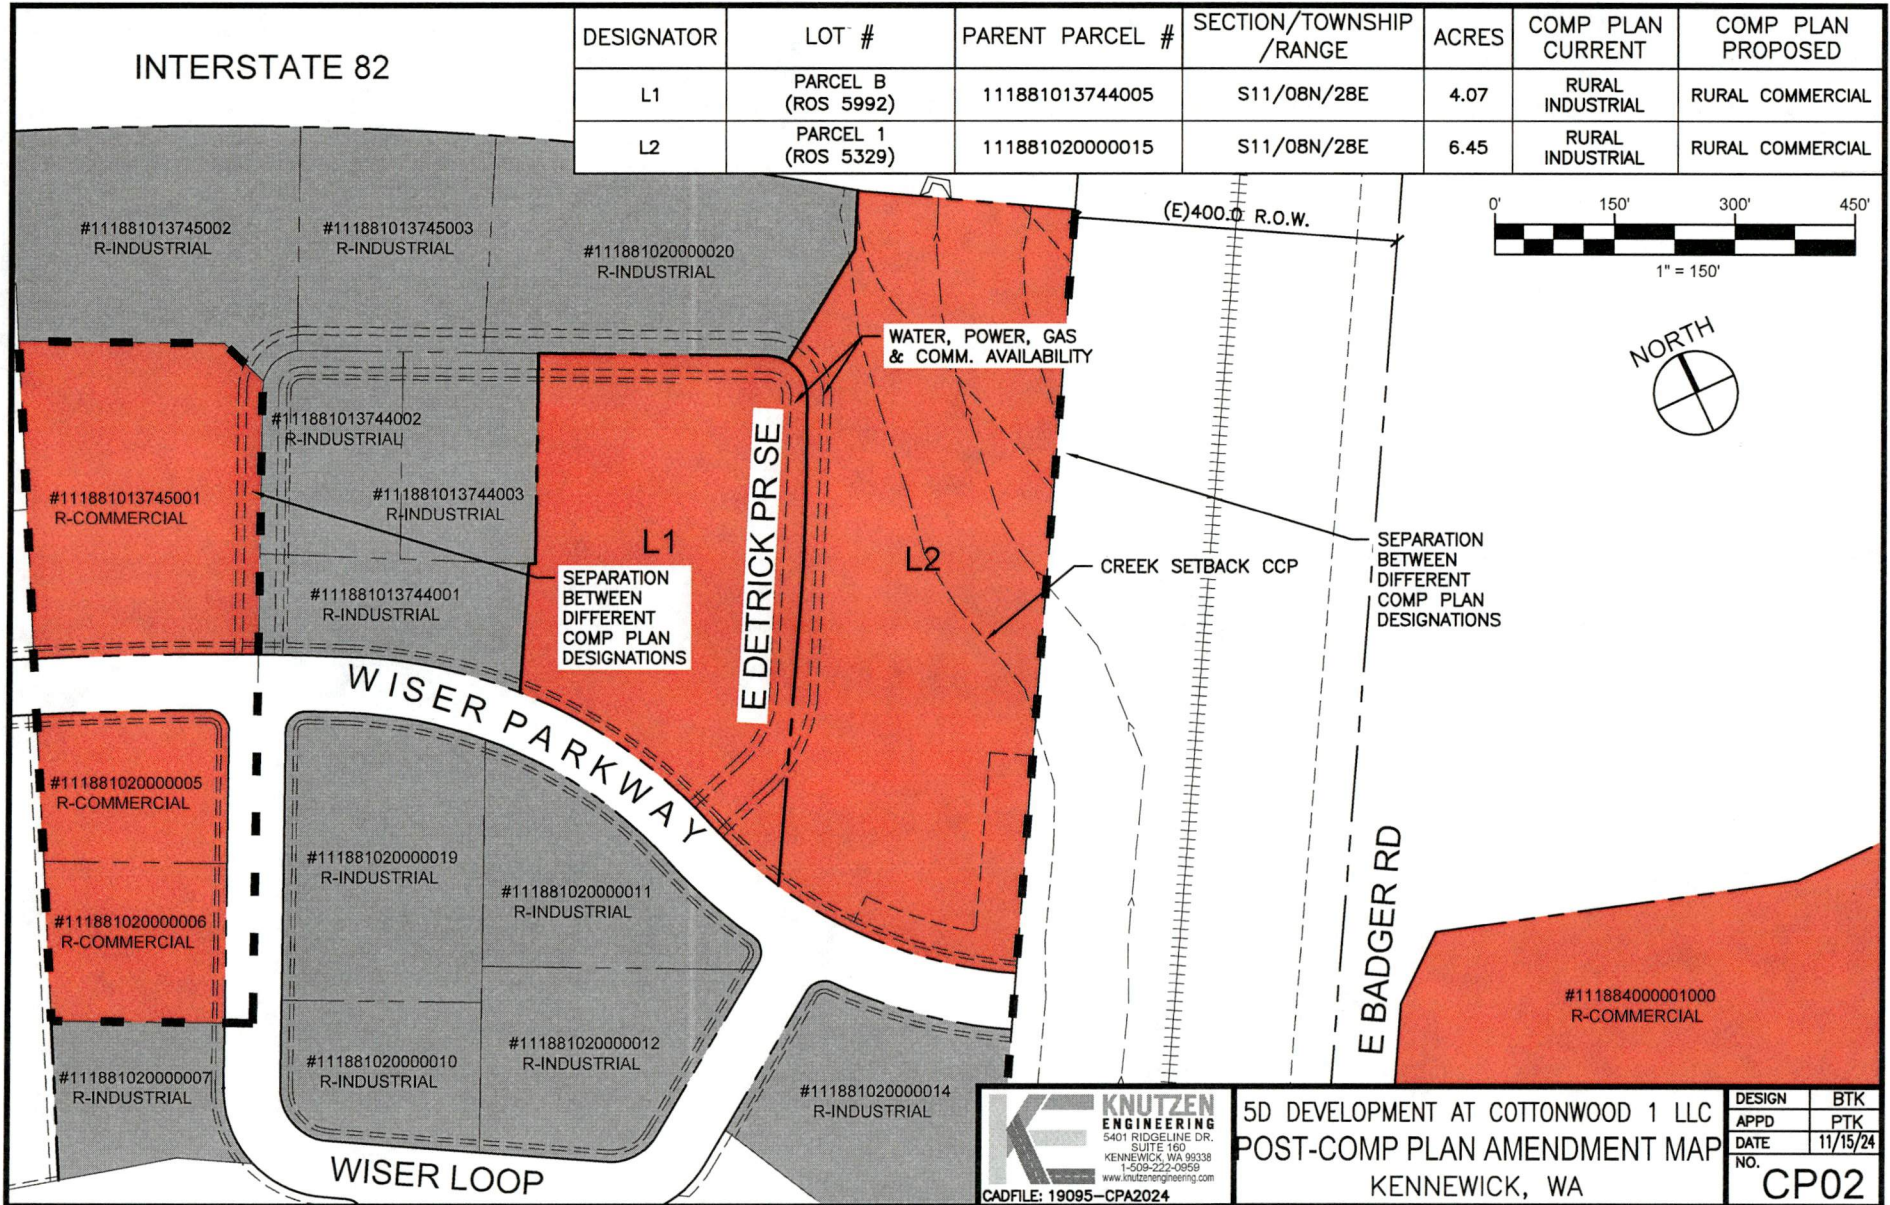 INTERSTATE 82
DESIGNATOR LOT # PARENT PARCEL # SECTION/TOWNSHIP /RANGE ACRES COMP PLAN CURRENT COMP PLAN PROPOSED
L1 PARCEL B (ROS 5992) 111881013744005 S11/08N/28E 4.07 RURAL INDUSTRIAL RURAL COMMERCIAL
L2 PARCEL 1 (ROS 5329) 111881020000015 S11/08N/28E 6.45 RURAL INDUSTRIAL RURAL COMMERCIAL
(E)400.0 R.O.W.
0' 150' 300' 450'
1" = 150'
NORTH
#111881013745002
R-INDUSTRIAL
#111881013745003
R-INDUSTRIAL
#111881020000020
R-INDUSTRIAL
WATER, POWER, GAS
& COMM. AVAILABILITY
#111881013744002
R-INDUSTRIAL
#111881013745001
R-COMMERCIAL
#111881013744003
R-INDUSTRIAL
#111881013744001
R-INDUSTRIAL
L1
SEPARATION
BETWEEN
DIFFERENT
COMP PLAN
DESIGNATIONS
E DETRICK PR SE
L2
CREEK SETBACK CCP
SEPARATION
BETWEEN
DIFFERENT
COMP PLAN
DESIGNATIONS
WISER PARKWAY
#111881020000005
R-COMMERCIAL
#111881020000006
R-COMMERCIAL
#111881020000019
R-INDUSTRIAL
#111881020000011
R-INDUSTRIAL
#111881020000007
R-INDUSTRIAL
#111881020000010
R-INDUSTRIAL
#111881020000012
R-INDUSTRIAL
#111881020000014
R-INDUSTRIAL
E BADGER RD
#111884000001000
R-COMMERCIAL
WISER LOOP
KNUTZEN
ENGINEERING
5401 RIDGELINE DR.
SUITE 160
KENNEWICK, WA 99338
1-509-222-0959
www.knutzenengineering.com
CADFILE: 19095-CPA2024
5D DEVELOPMENT AT COTTONWOOD 1 LLC
POST-COMP PLAN AMENDMENT MAP
KENNEWICK, WA
DESIGN BTK
APPD PTK
DATE 11/15/24
NO.
CP02